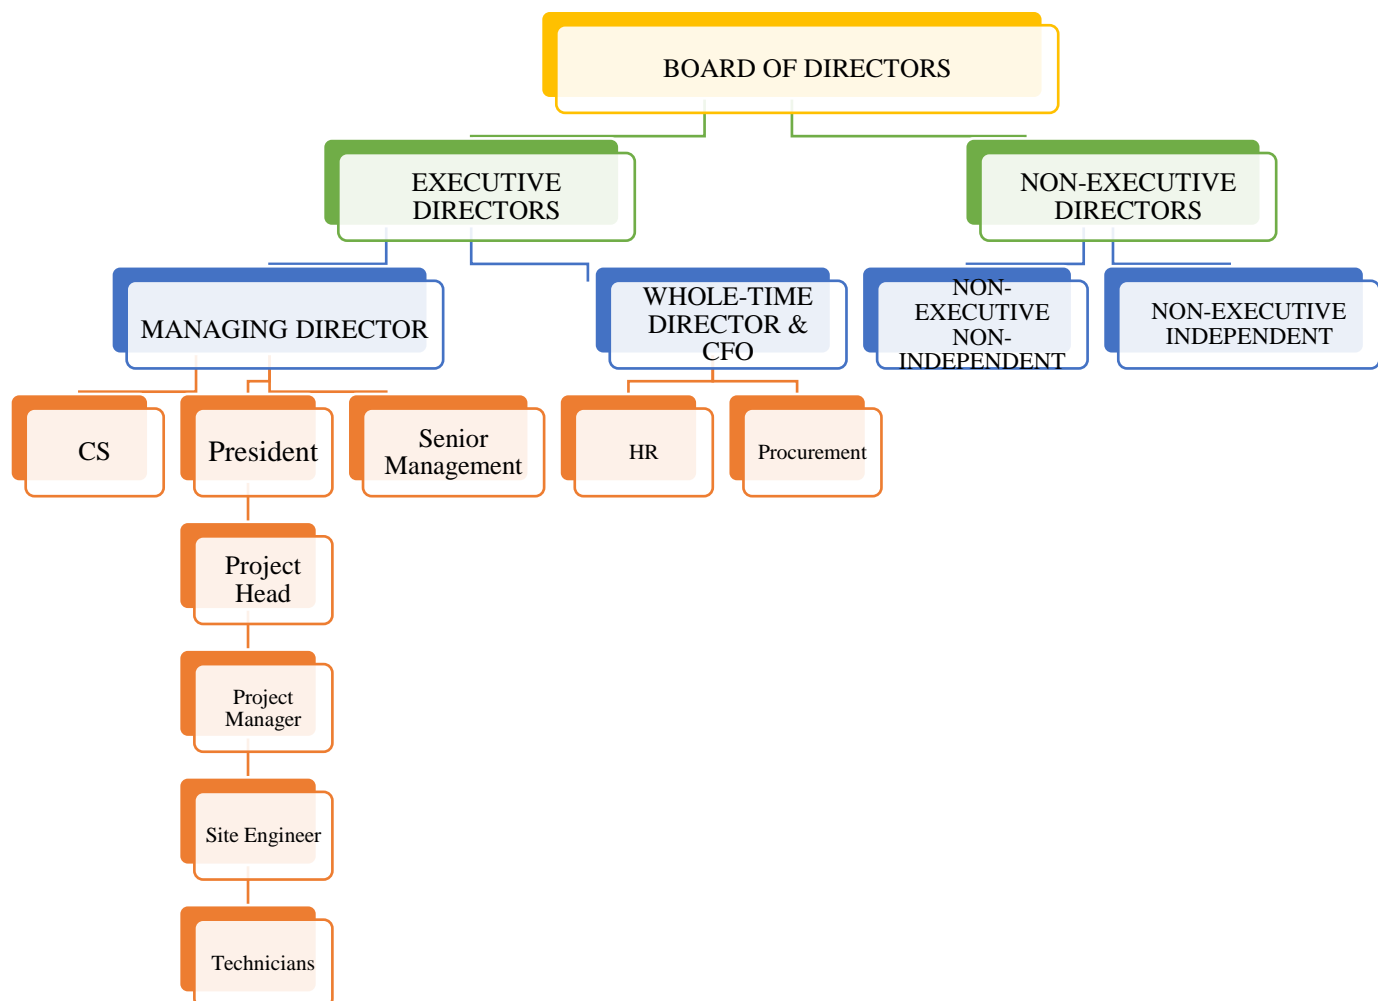 BOARD OF DIRECTORS
EXECUTIVE
DIRECTORS
NON-EXECUTIVE
DIRECTORS
MANAGING DIRECTOR
WHOLE-TIME
DIRECTOR &
CFO
NON-
EXECUTIVE
NON-
INDEPENDENT
NON-EXECUTIVE
INDEPENDENT
CS
President
Senior
Management
HR
Procurement
Project
Head
Project
Manager
Site Engineer
Technicians